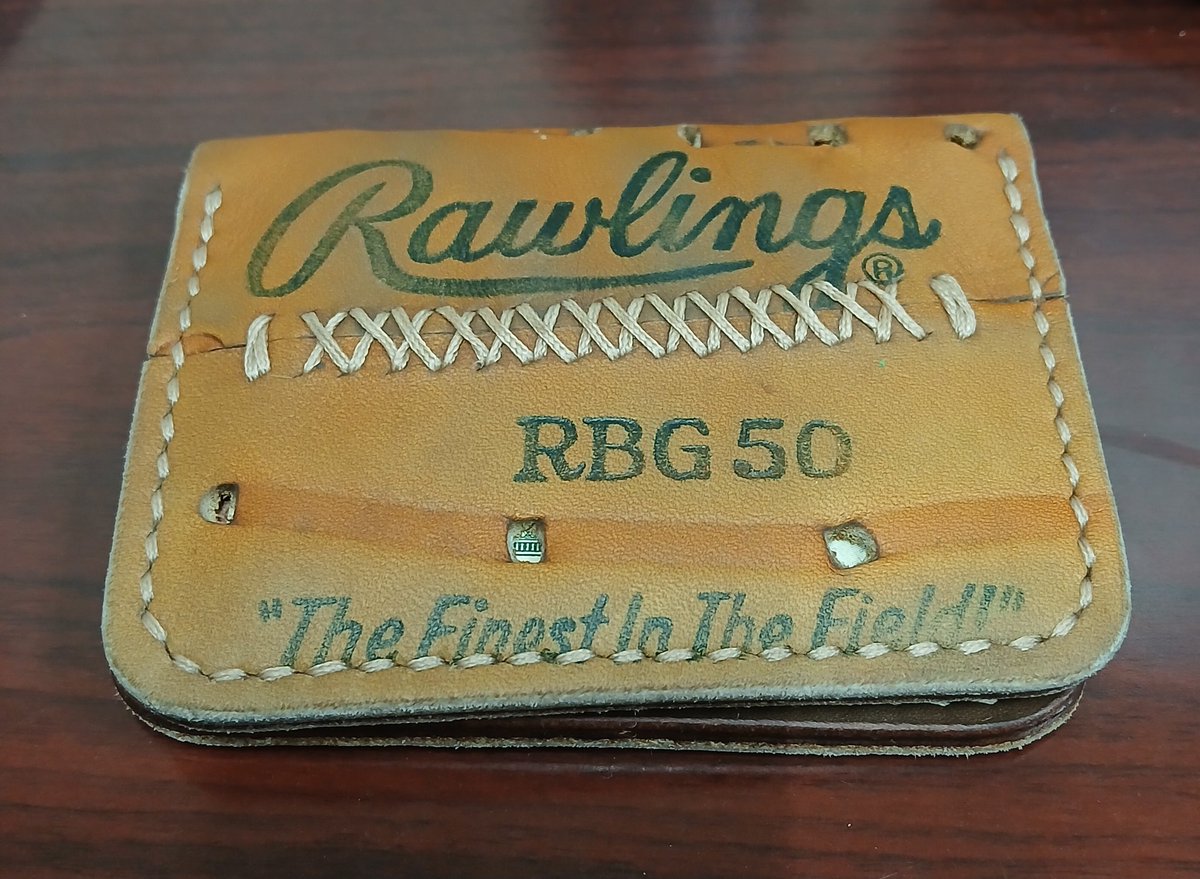 Rawlings
®
RBG 50
"The Finest In The Field!"